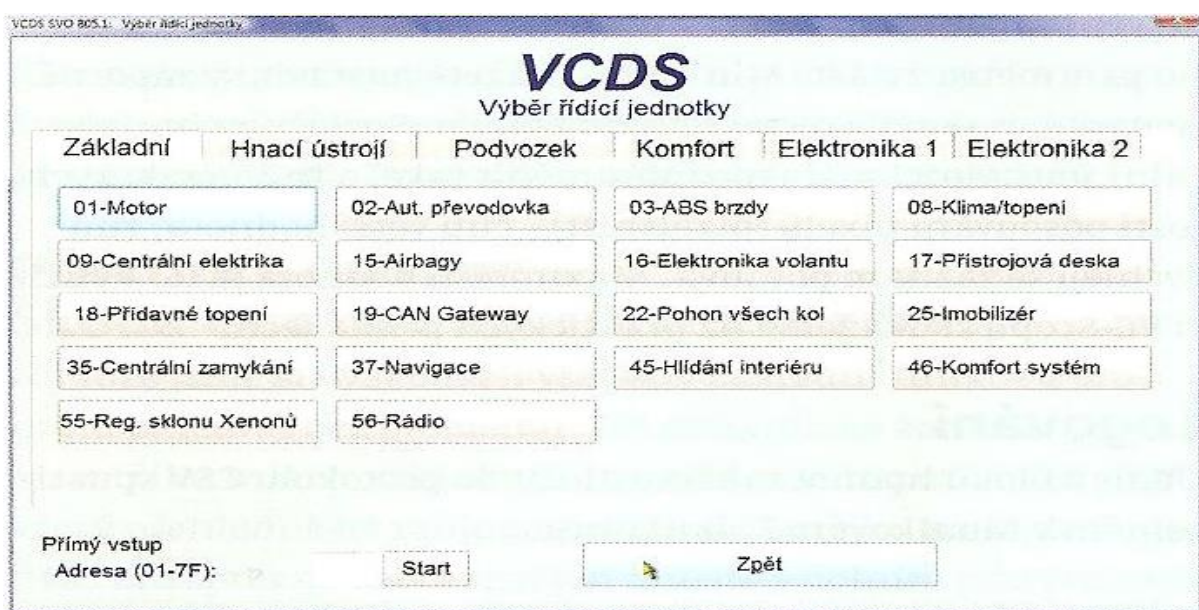 VCDS SVO 805.1: Výběr řídící jednotky
VCDS
Výběr řídící jednotky
Základní Hnací ústrojí Podvozek Komfort Elektronika 1 Elektronika 2
01-Motor 02-Aut. převodovka 03-ABS brzdy 08-Klima/topení
09-Centrální elektrika 15-Airbagy 16-Elektronika volantu 17-Přístrojová deska
18-Přídavné topení 19-CAN Gateway 22-Pohon všech kol 25-Imobilizér
35-Centrální zamykání 37-Navigace 45-Hlídání interiéru 46-Komfort systém
55-Reg. sklonu Xenonů 56-Rádio
Přímý vstup
Adresa (01-7F): Start Zpět